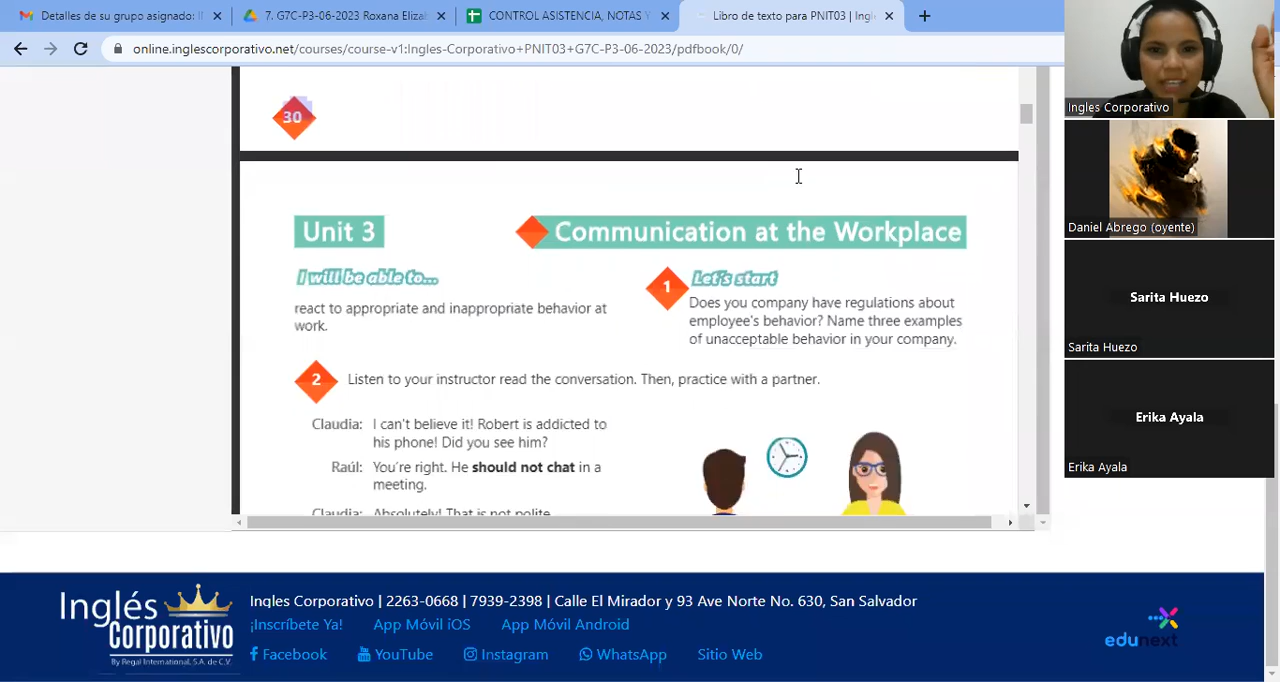 Detalles de su grupo asignado: II
7. G7C-P3-06-2023 Roxana Elizab
CONTROL ASISTENCIA, NOTAS Y
Libro de texto para PNIT03 | Ingl
online.inglescorporativo.net/courses/course-v1:Ingles-Corporativo+PNIT03+G7C-P3-06-2023/pdfbook/0/
Ingles Corporativo
Daniel Abrego (oyente)
Sarita Huezo
Sarita Huezo
Erika Ayala
Erika Ayala
30
Unit 3
Communication at the Workplace
I will be able to...
react to appropriate and inappropriate behavior at
work.
1
Let's start
Does you company have regulations about
employee's behavior? Name three examples
of unacceptable behavior in your company.
2
Listen to your instructor read the conversation. Then, practice with a partner.
Claudia: I can't believe it! Robert is addicted to
his phone! Did you see him?
Raúl: You're right. He should not chat in a
meeting.
Claudia: Absolutely! That is not polite
Inglés
Corporativo
By Regal International, S.A. de C.V.
Ingles Corporativo | 2263-0668 | 7939-2398 | Calle El Mirador y 93 Ave Norte No. 630, San Salvador
¡Inscríbete Ya! App Móvil iOS App Móvil Android
Facebook YouTube Instagram WhatsApp Sitio Web
edunext